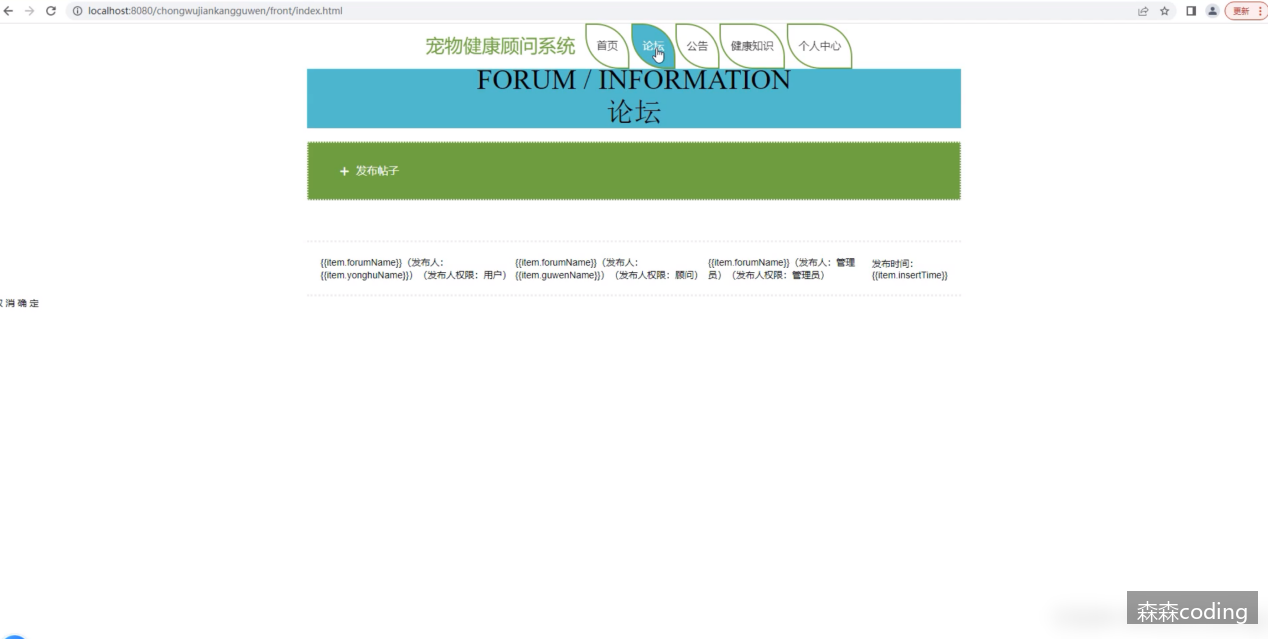 localhost:8080/chongwujiankangguwen/front/index.html
更新
宠物健康顾问系统
首页
论坛
公告
健康知识
个人中心
FORUM / INFORMATION
论坛
+ 发布帖子
{{item.forumName}}（发布人：
{{item.yonghuName}}）（发布人权限：用户）
{{item.forumName}}（发布人：
{{item.guwenName}}）（发布人权限：顾问）
{{item.forumName}}（发布人：管理
员）（发布人权限：管理员）
发布时间：
{{item.insertTime}}
消 确 定
森森coding